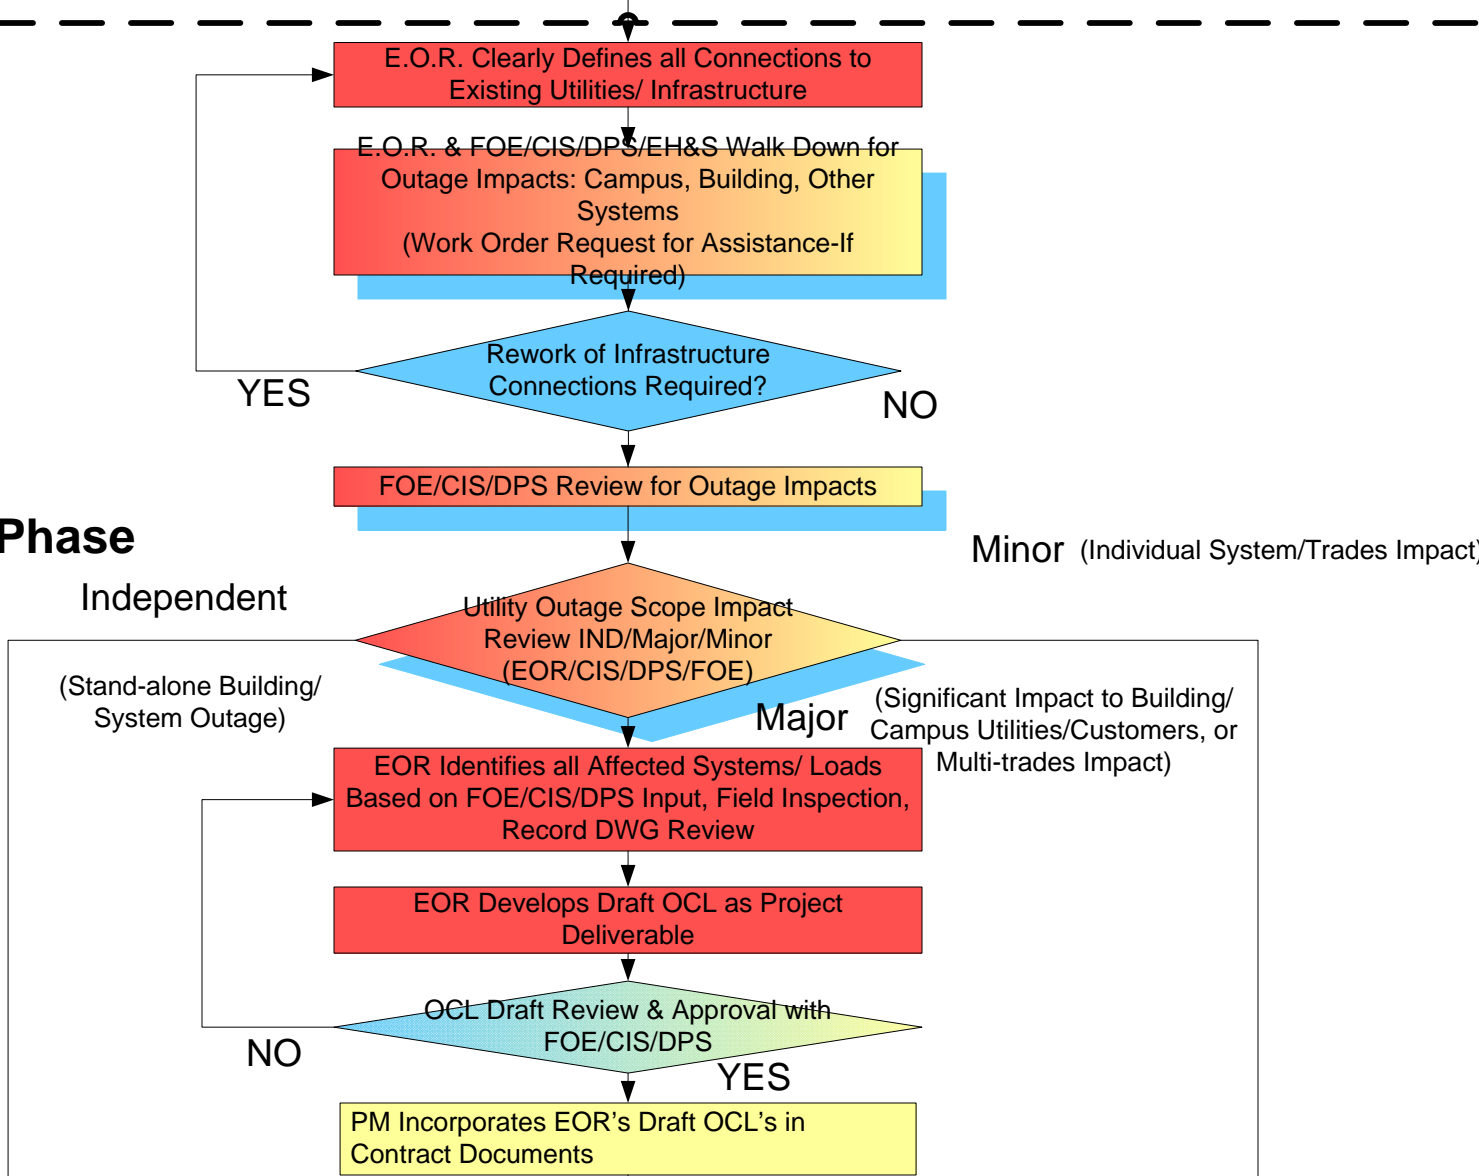 E.O.R. Clearly Defines all Connections to
Existing Utilities/ Infrastructure
E.O.R. & FOE/CIS/DPS/EH&S Walk Down for
Outage Impacts: Campus, Building, Other
Systems
(Work Order Request for Assistance-If
Required)
Rework of Infrastructure
Connections Required?
YES
NO
FOE/CIS/DPS Review for Outage Impacts
Phase
Minor (Individual System/Trades Impact)
Independent
Utility Outage Scope Impact
Review IND/Major/Minor
(EOR/CIS/DPS/FOE)
(Stand-alone Building/
System Outage)
Major
(Significant Impact to Building/
Campus Utilities/Customers, or
Multi-trades Impact)
EOR Identifies all Affected Systems/ Loads
Based on FOE/CIS/DPS Input, Field Inspection,
Record DWG Review
EOR Develops Draft OCL as Project
Deliverable
OCL Draft Review & Approval with
FOE/CIS/DPS
NO
YES
PM Incorporates EOR's Draft OCL's in
Contract Documents